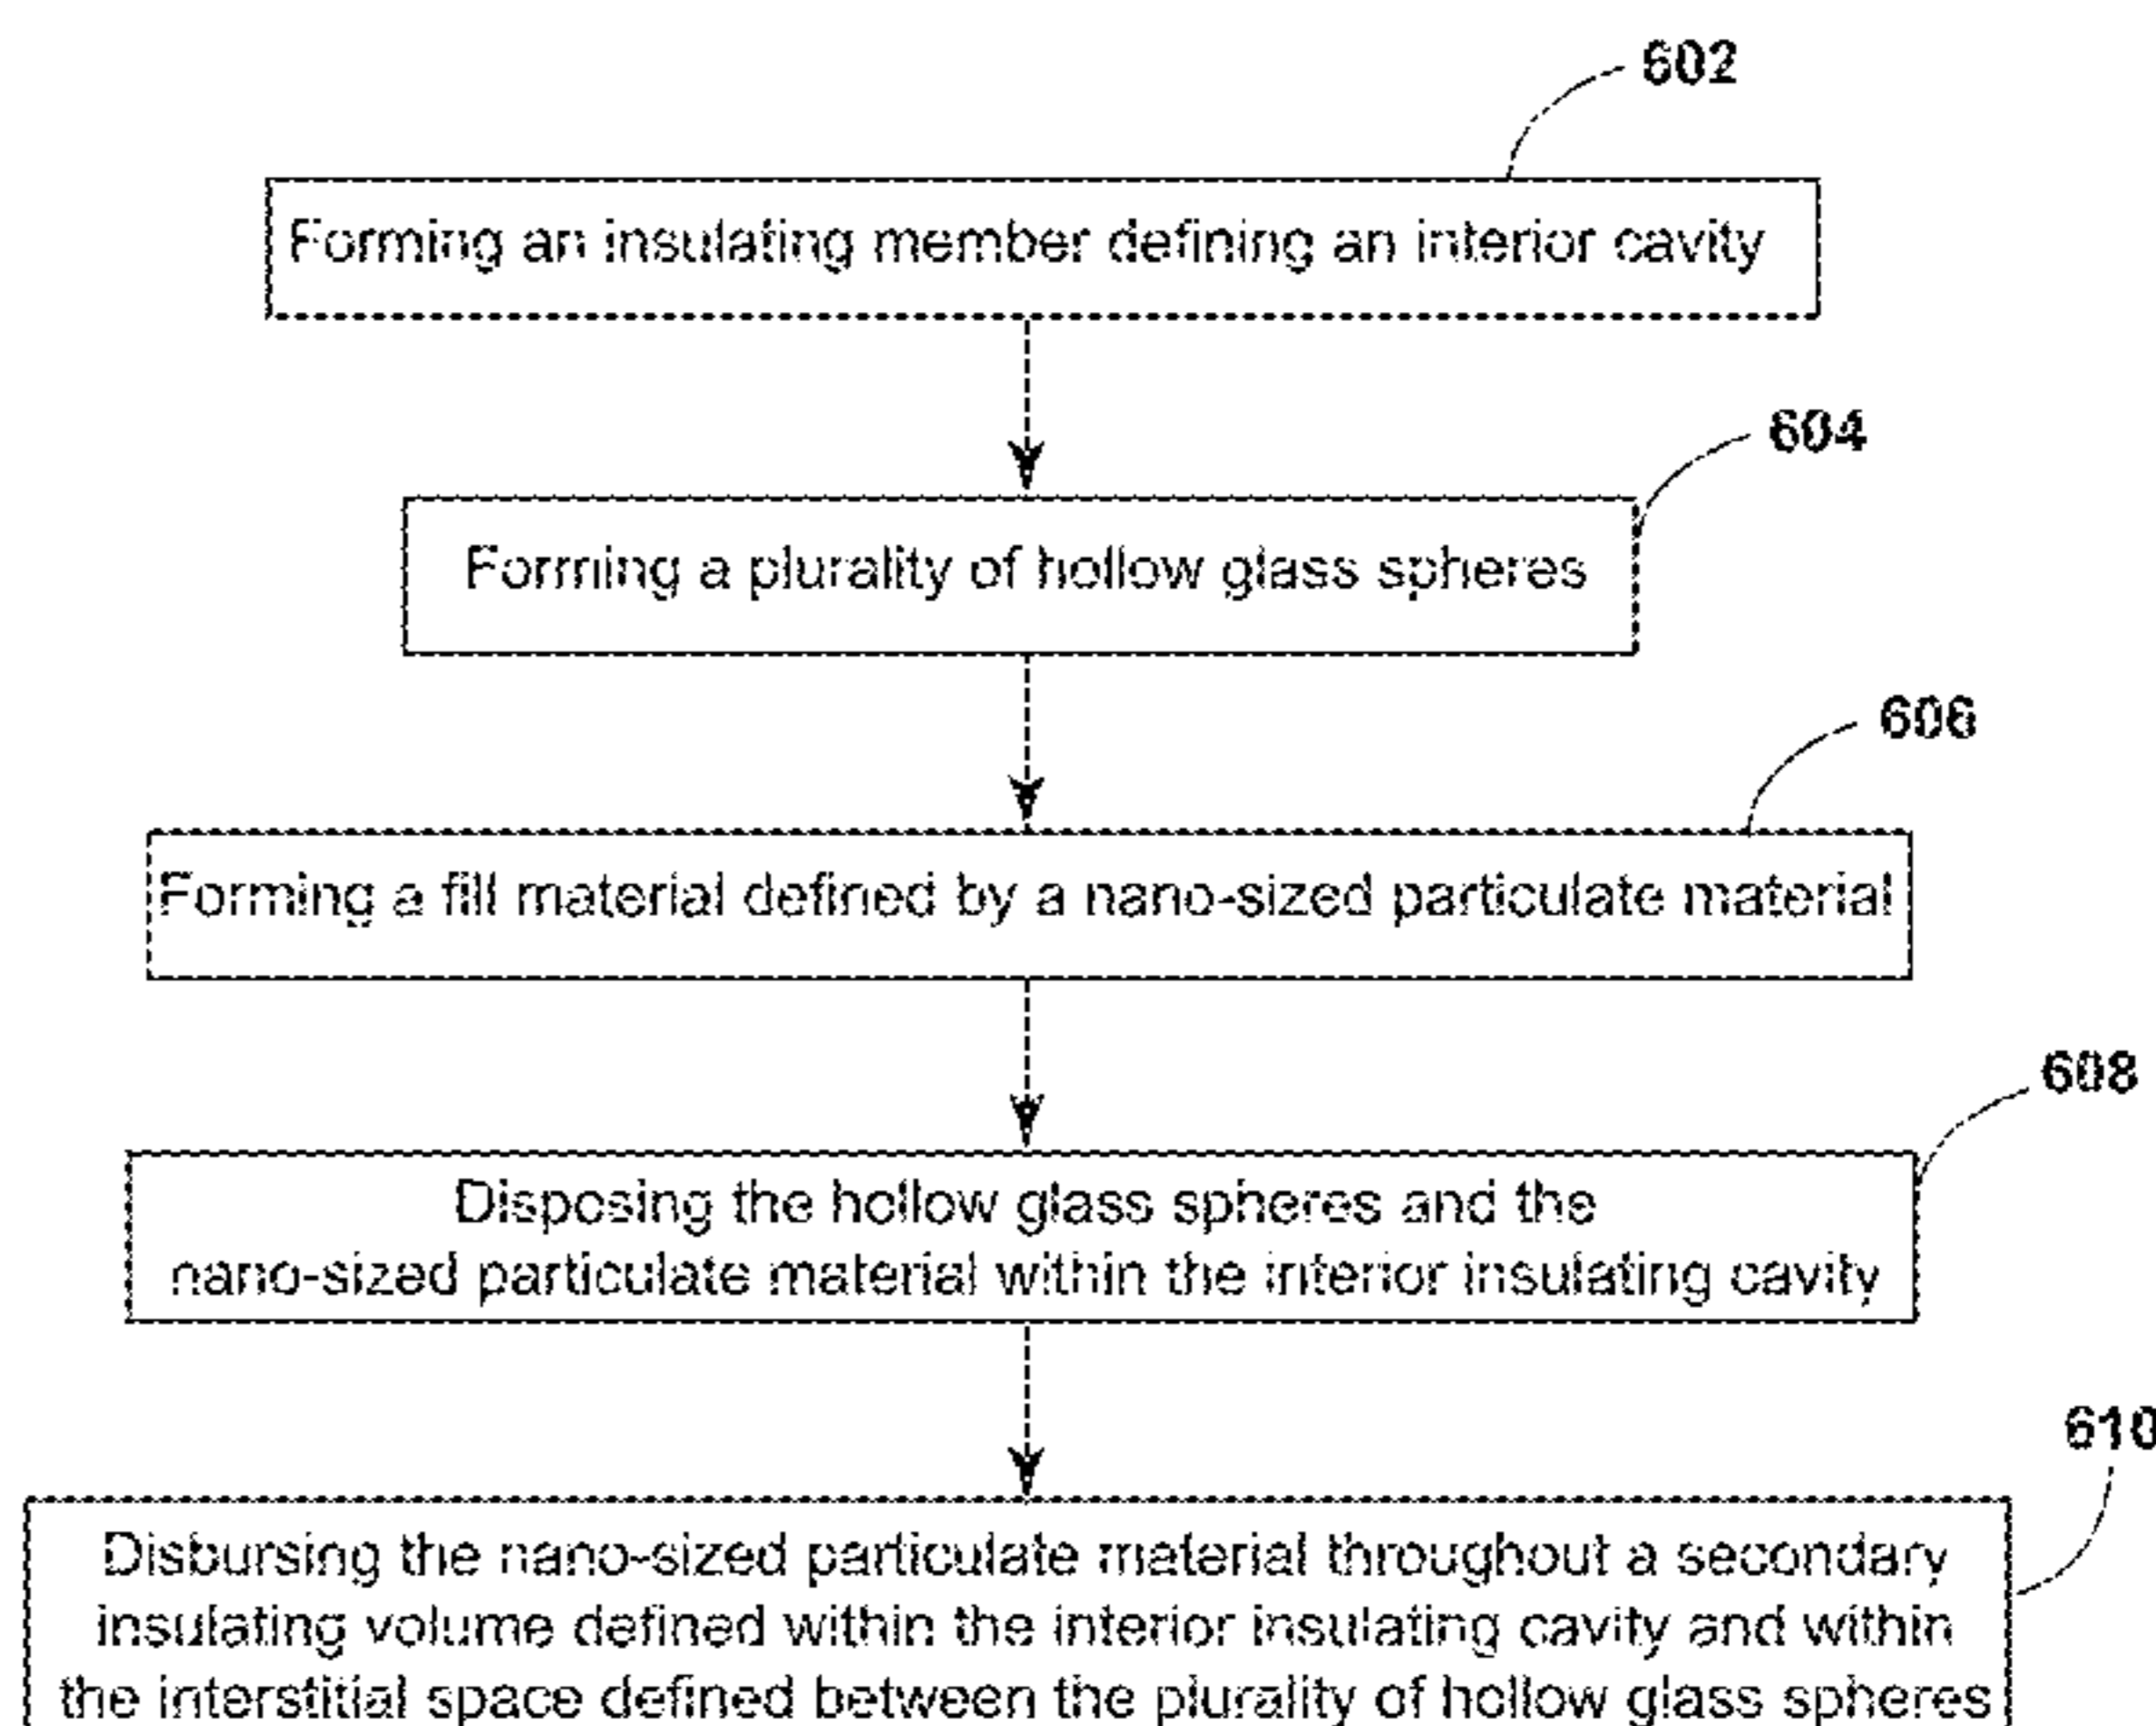 602
Forming an insulating member defining an interior cavity
604
Forming a plurality of hollow glass spheres
606
Forming a fill material defined by a nano-sized particulate material
608
Disposing the hollow glass spheres and the
nano-sized particulate material within the interior insulating cavity
610
Disbursing the nano-sized particulate material throughout a secondary
insulating volume defined within the interior insulating cavity and within
the interstitial space defined between the plurality of hollow glass spheres